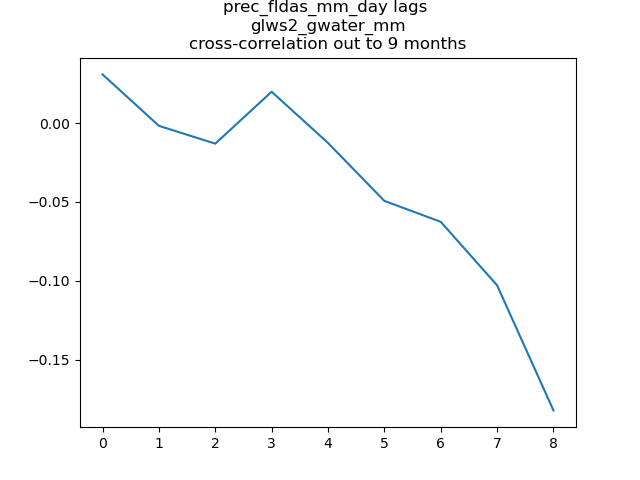 prec_fldas_mm_day lags
glws2_gwater_mm
cross-correlation out to 9 months
0.00
−0.05
−0.10
−0.15
0 1 2 3 4 5 6 7 8